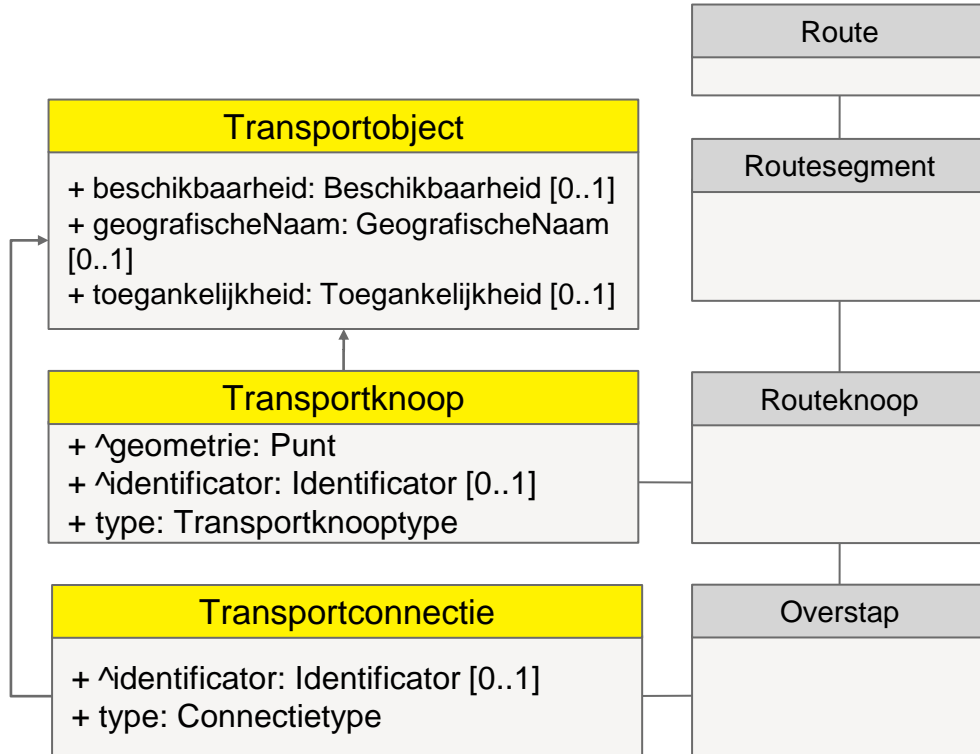 Route
Transportobject
+ beschikbaarheid: Beschikbaarheid [0..1]
+ geografischeNaam: GeografischeNaam
[0..1]
+ toegankelijkheid: Toegankelijkheid [0..1]
Routesegment
Transportknoop
+ ^geometrie: Punt
+ ^identificator: Identificator [0..1]
+ type: Transportknooptype
Routeknoop
Transportconnectie
+ ^identificator: Identificator [0..1]
+ type: Connectietype
Overstap